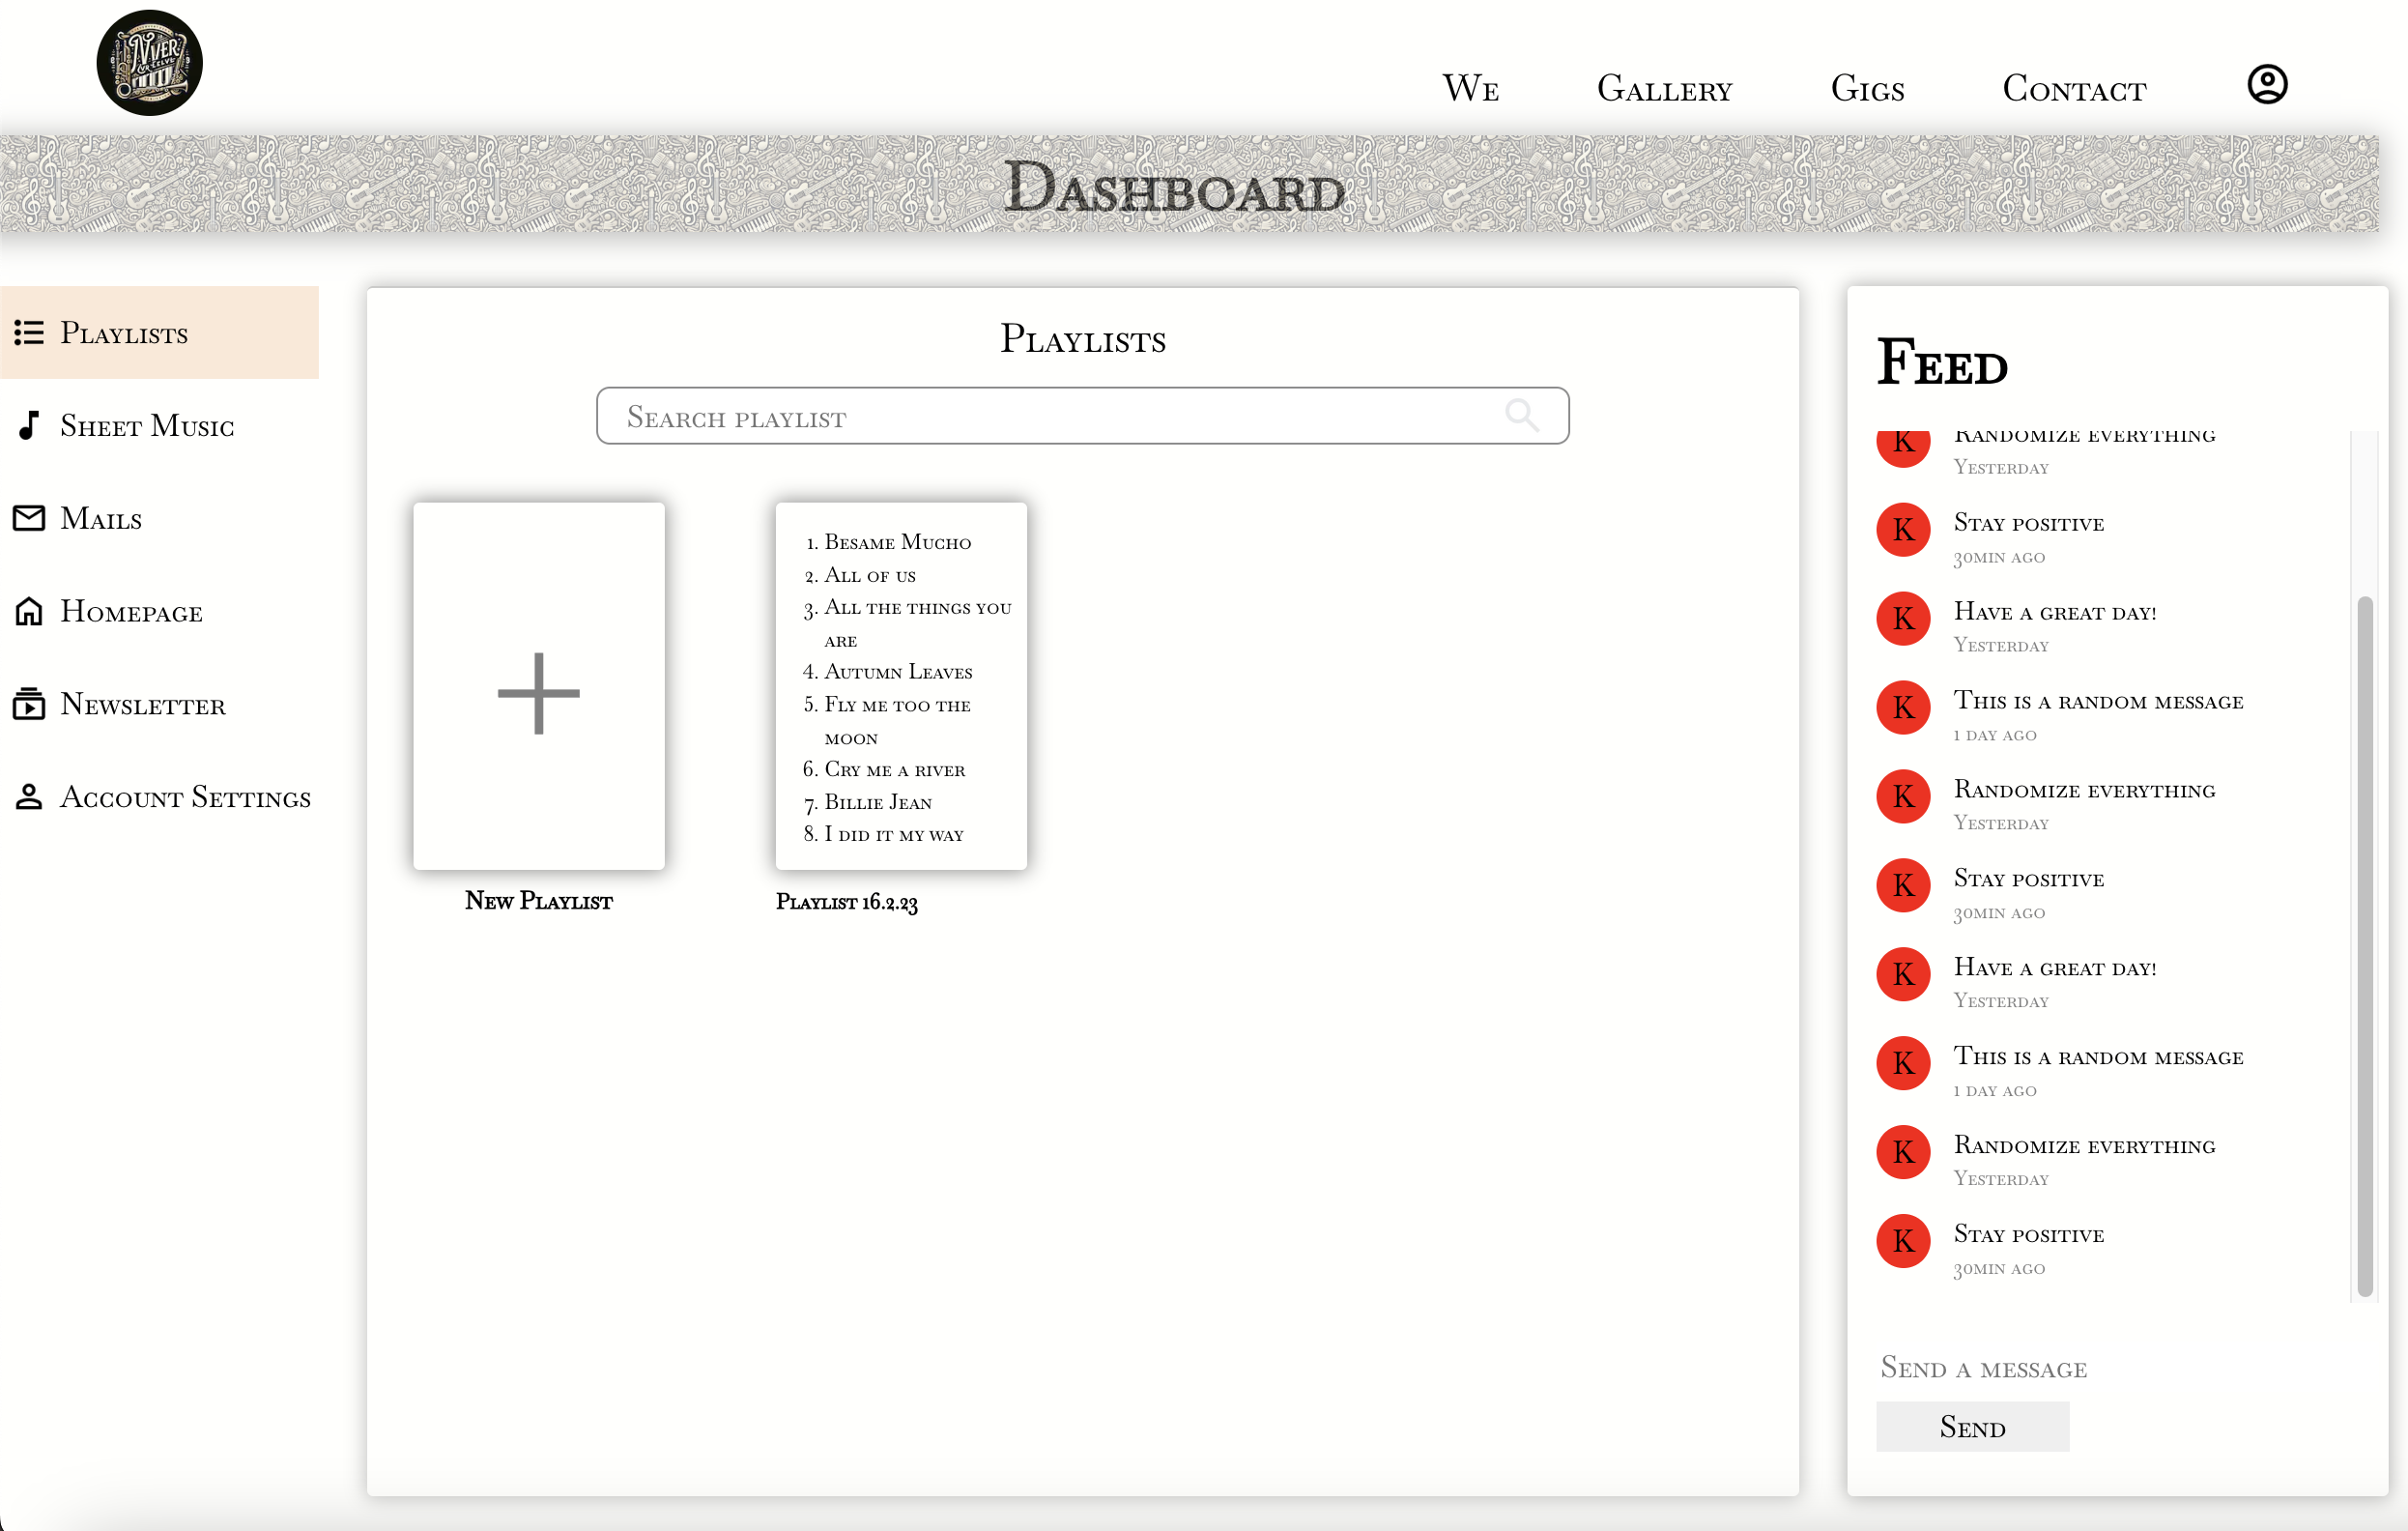 We Gallery Gigs Contact
Dashboard
Playlists
Sheet Music
Mails
Homepage
Newsletter
Account Settings
Playlists
Search playlist
New Playlist
1. Besame Mucho
2. All of us
3. All the things you
are
4. Autumn Leaves
5. Fly me too the
moon
6. Cry me a river
7. Billie Jean
8. I did it my way
Playlist 16.2.23
Feed
K Randomize everything
Yesterday
K Stay positive
30min ago
K Have a great day!
Yesterday
K This is a random message
1 day ago
K Randomize everything
Yesterday
K Stay positive
30min ago
K Have a great day!
Yesterday
K This is a random message
1 day ago
K Randomize everything
Yesterday
K Stay positive
30min ago
Send a message
Send